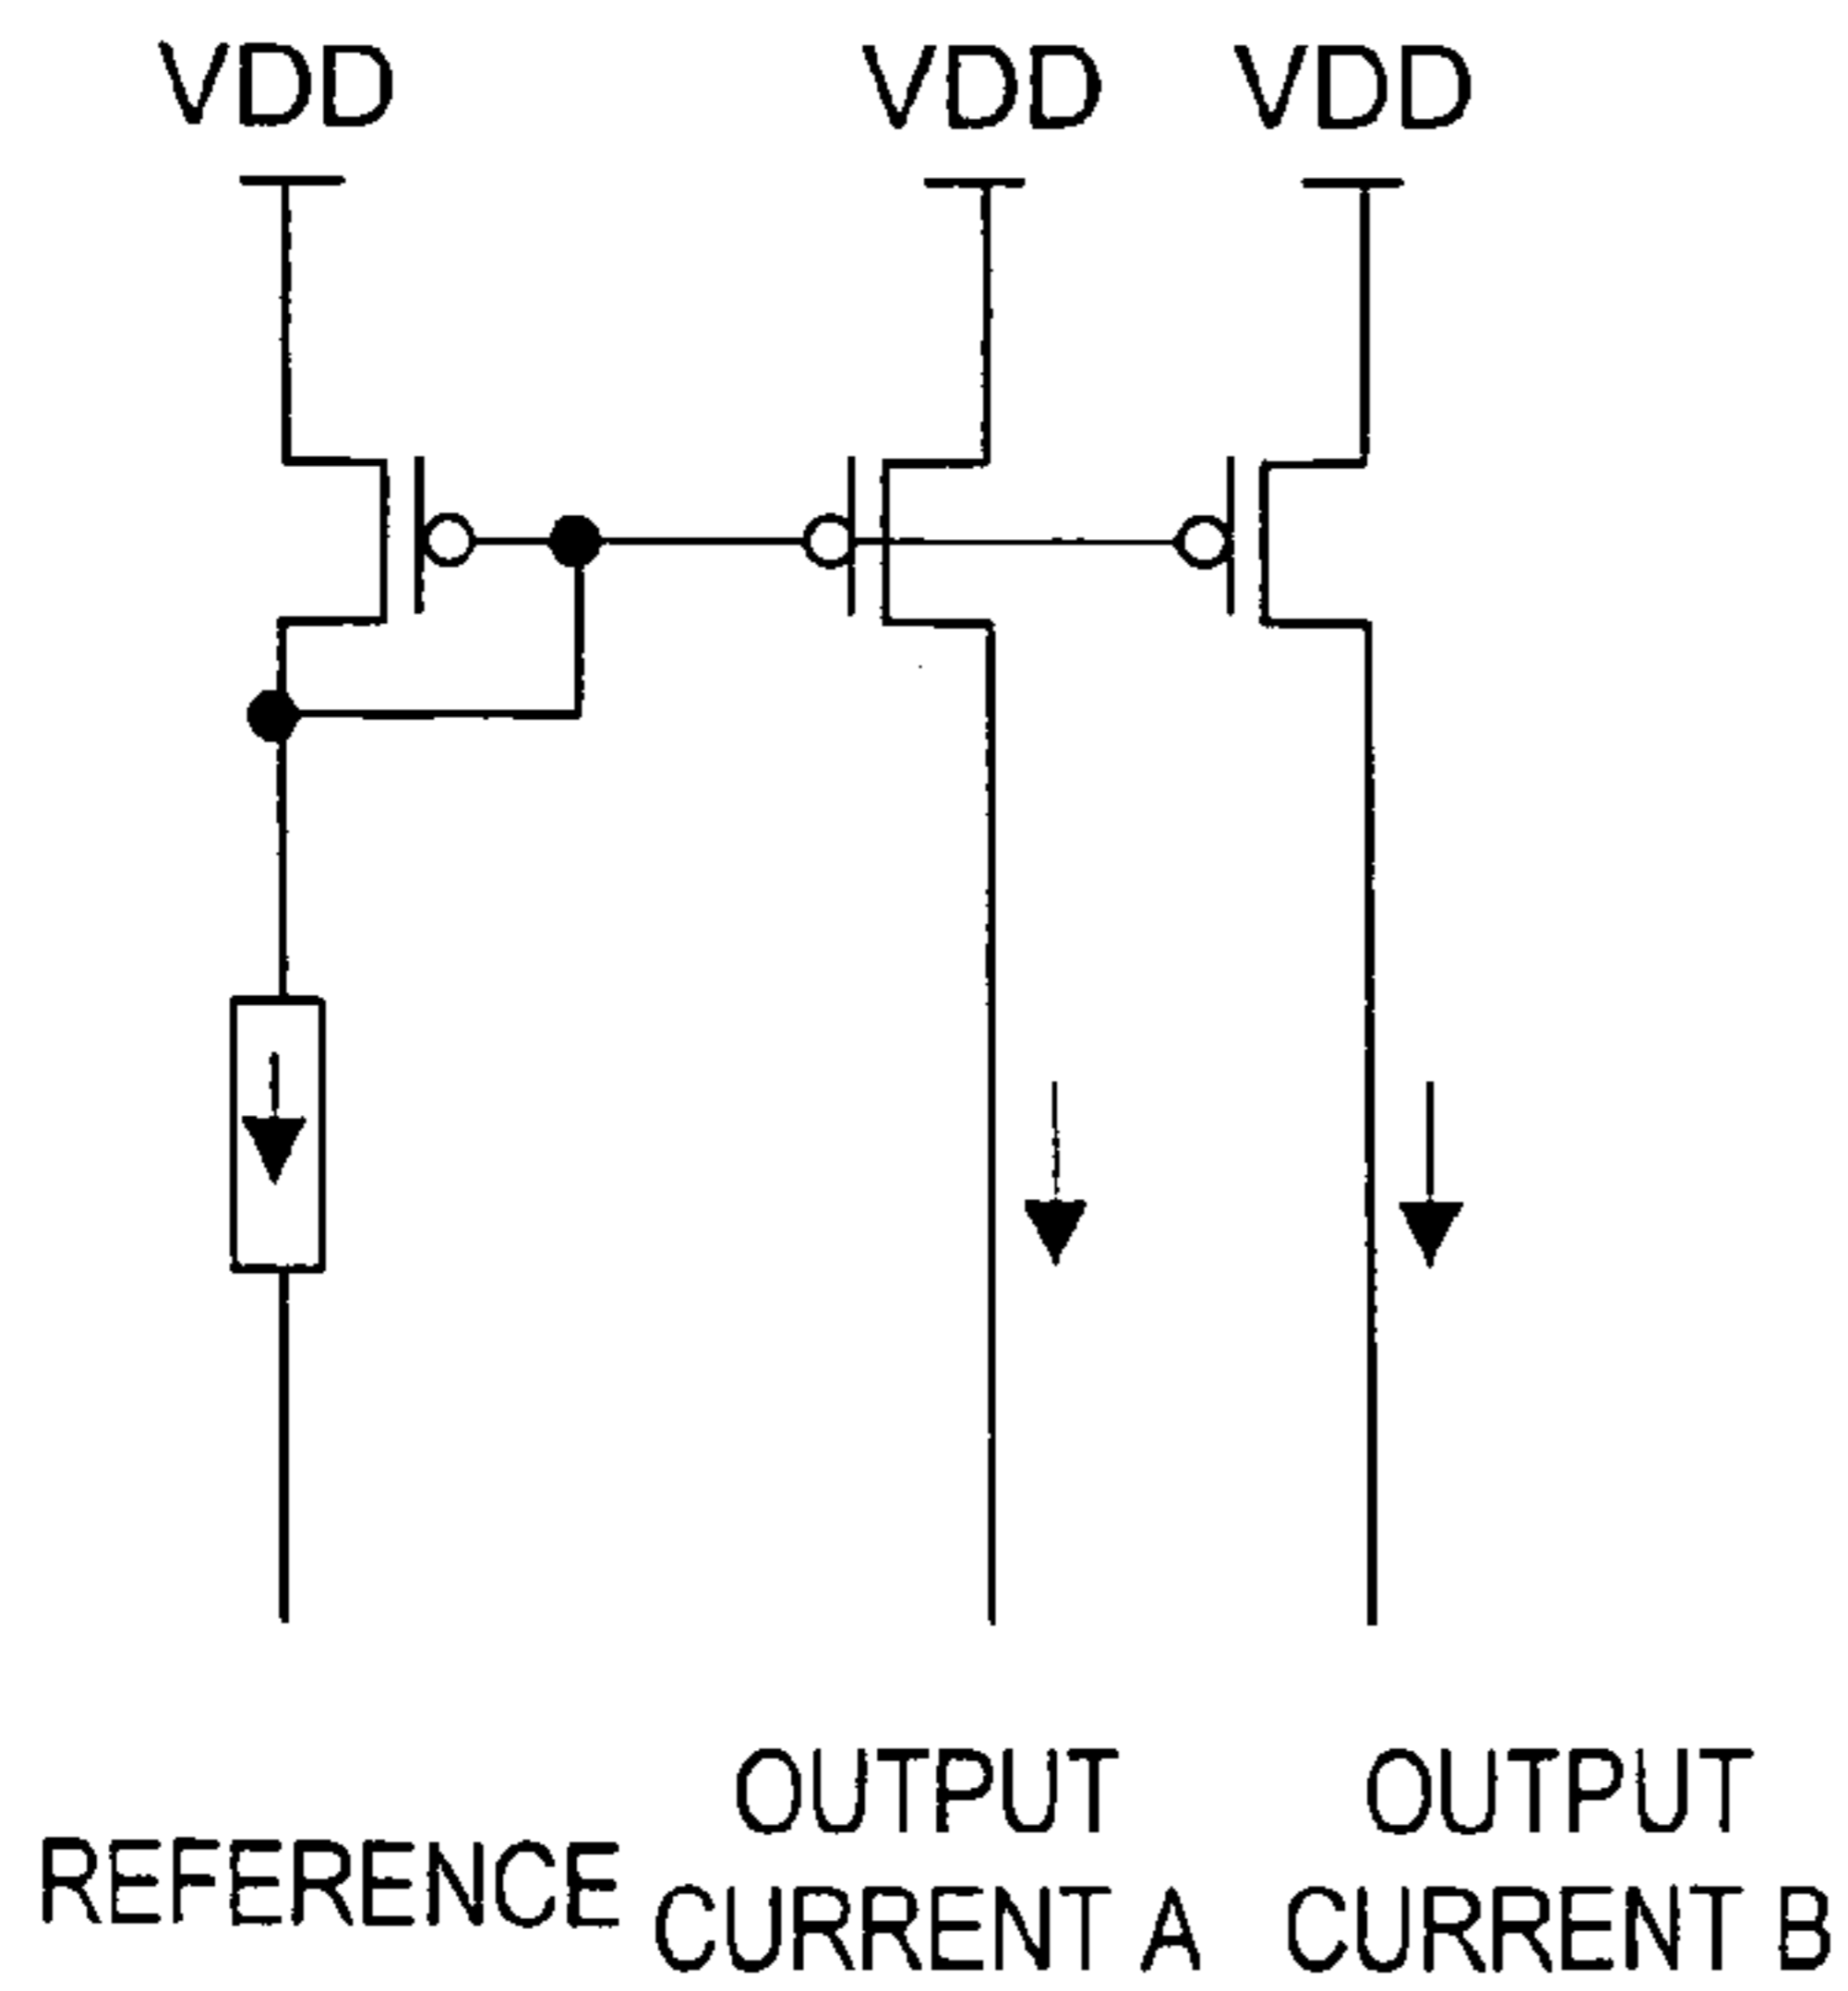 VDD VDD VDD
REFERENCE
OUTPUT
CURRENT A
OUTPUT
CURRENT B